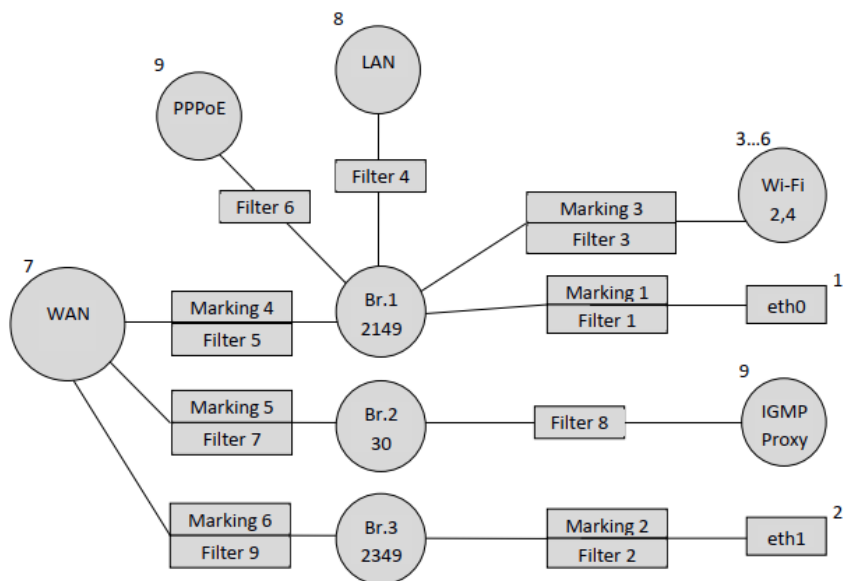 8
LAN
9
PPPoE
3...6
Wi-Fi
2,4
Filter 4
Filter 6
Marking 3
Filter 3
7
WAN
Marking 4
Filter 5
Br.1
2149
Marking 1
Filter 1
1
eth0
Marking 5
Filter 7
Br.2
30
Filter 8
9
IGMP
Proxy
Marking 6
Filter 9
Br.3
2349
Marking 2
Filter 2
2
eth1